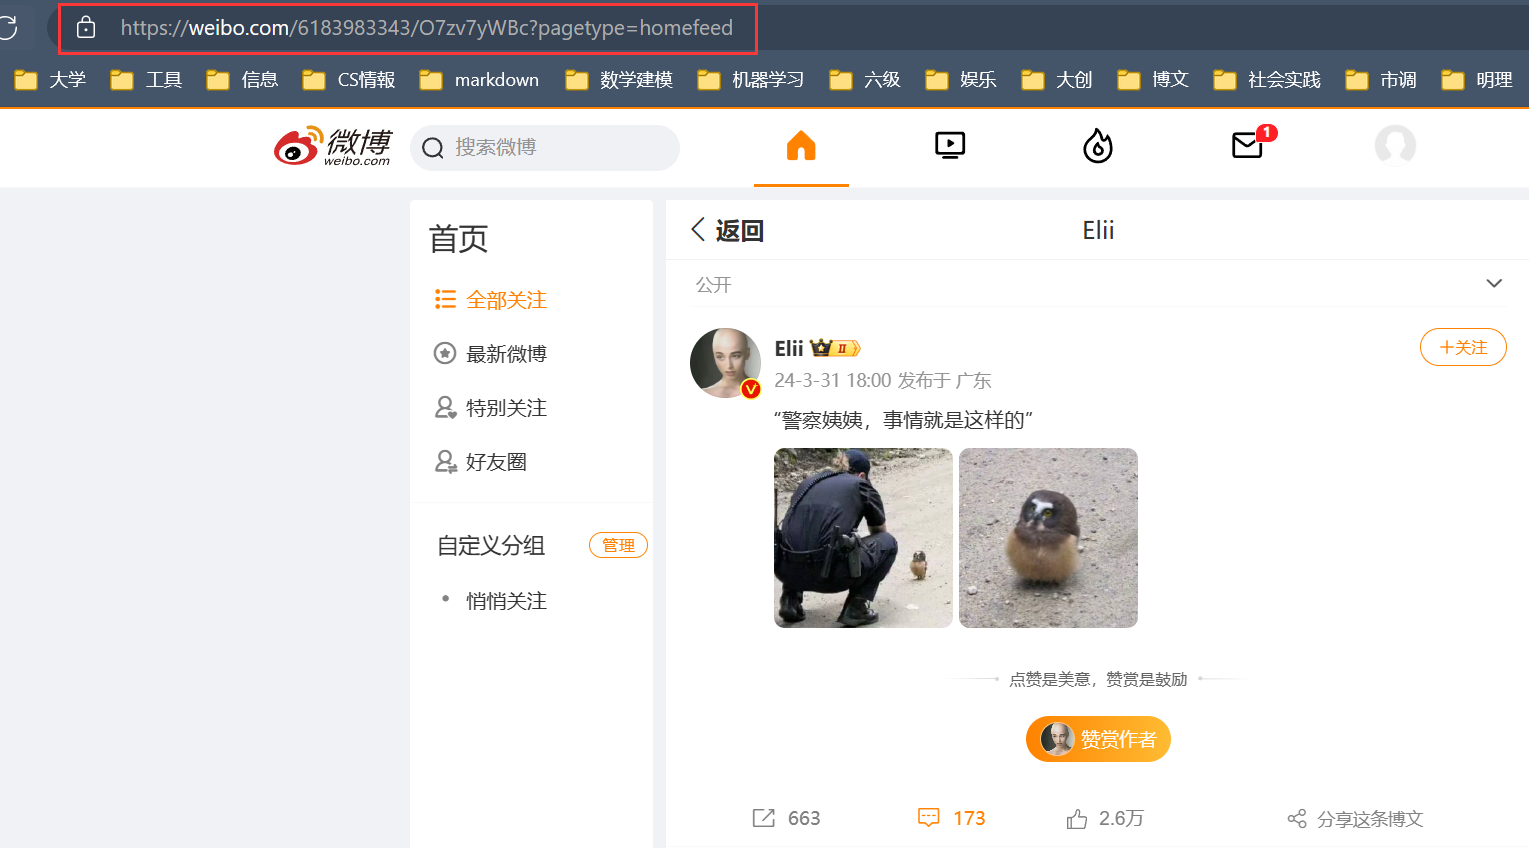 https://weibo.com/6183983343/O7zv7yWBc?pagetype=homefeed
大学 工具 信息 CS情報 markdown 数学建模 机器学习 六级 娱乐 大创 博文 社会实践 市调 明理
微博
weibo.com
搜索微博
1
首页
全部关注
最新微博
特别关注
好友圈
自定义分组 管理
悄悄关注
返回 Elii
公开
Elii II
+关注
24-3-31 18:00 发布于 广东
“警察姨姨，事情就是这样的”
点赞是美意，赞赏是鼓励
赞赏作者
663 173 2.6万 分享这条博文